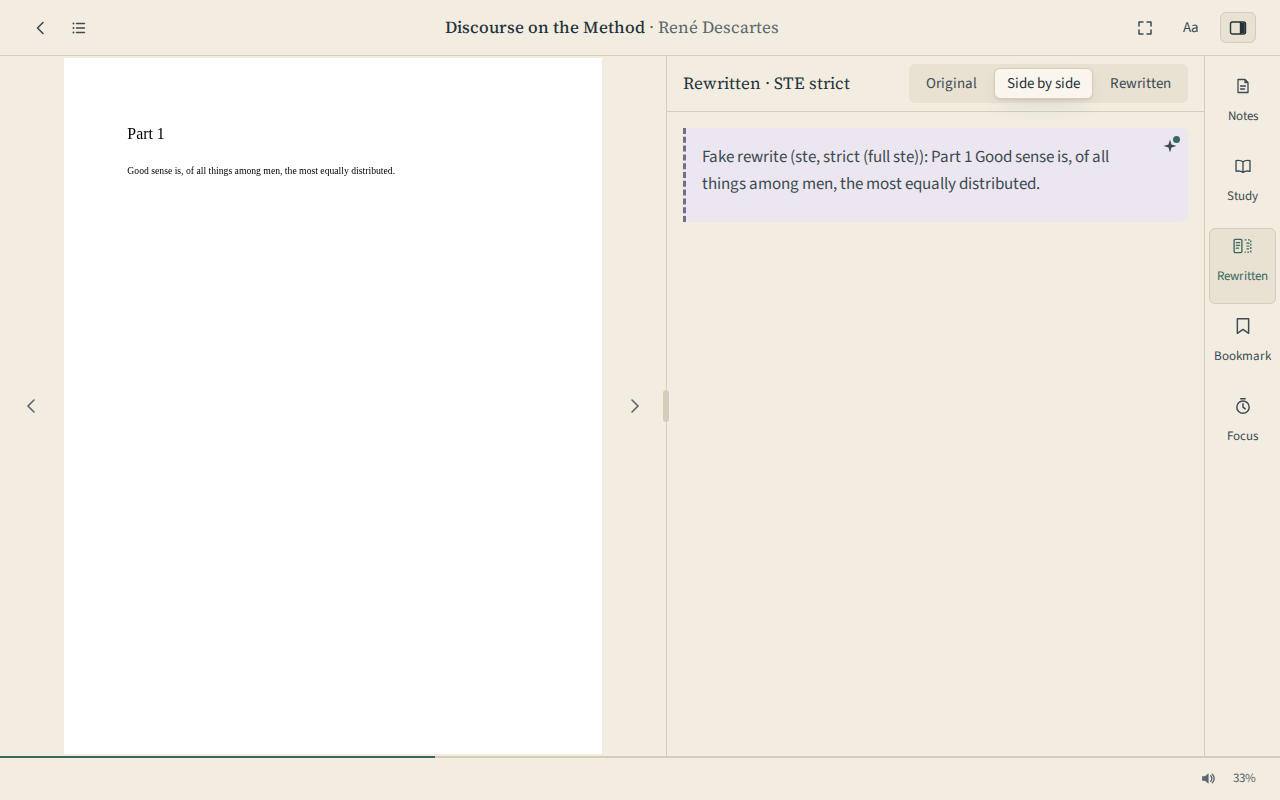 Discourse on the Method · René Descartes
Aa
Part 1
Good sense is, of all things among men, the most equally distributed.
Rewritten · STE strict
Original
Side by side
Rewritten
Fake rewrite (ste, strict (full ste)): Part 1 Good sense is, of all
things among men, the most equally distributed.
Notes
Study
Rewritten
Bookmark
Focus
33%